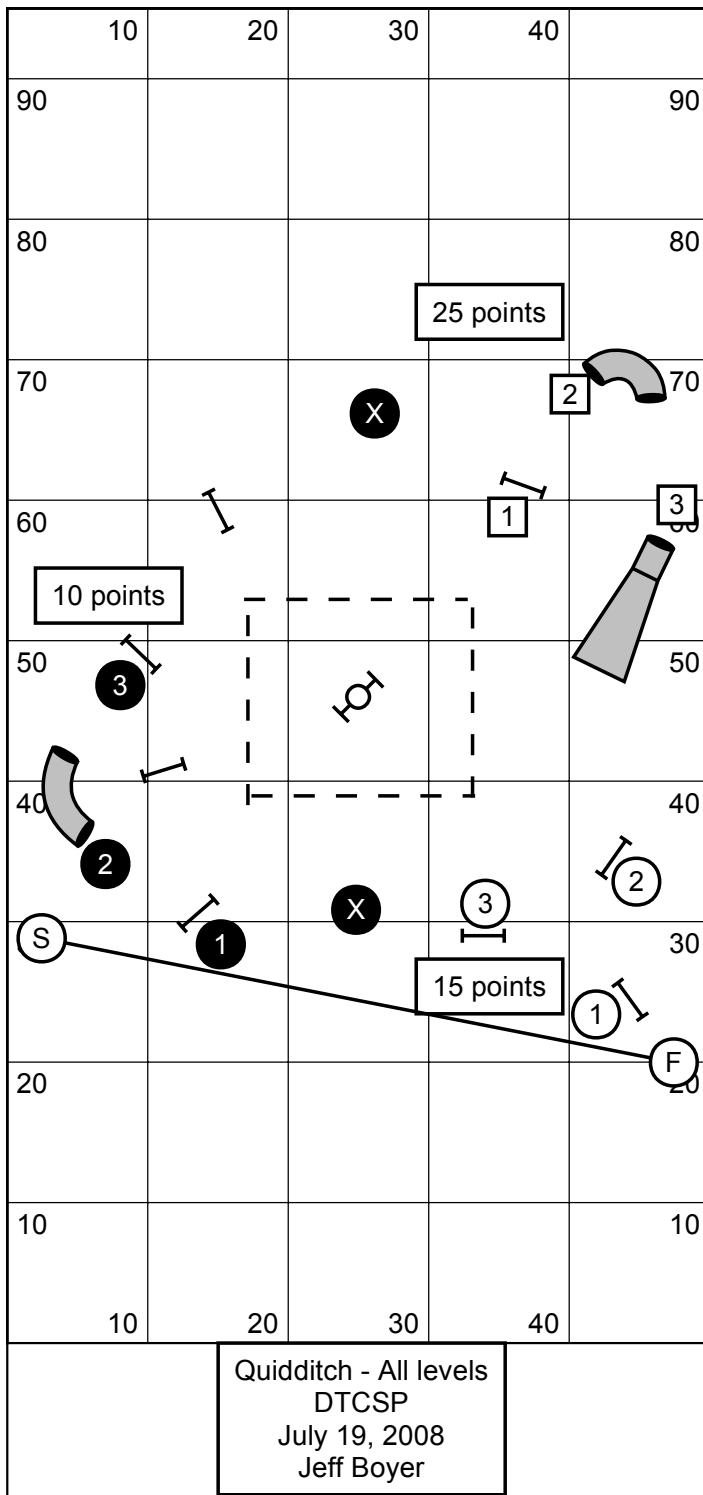 10 20 30 40
90 90
80 80
25 points
70 70
2
X
3
60 1 60
10 points
50 50
3
40 40
2 2
3
X
S 1 30
15 points
1
F
20 20
10 10
10 20 30 40
Quidditch - All levels
DTCSP
July 19, 2008
Jeff Boyer